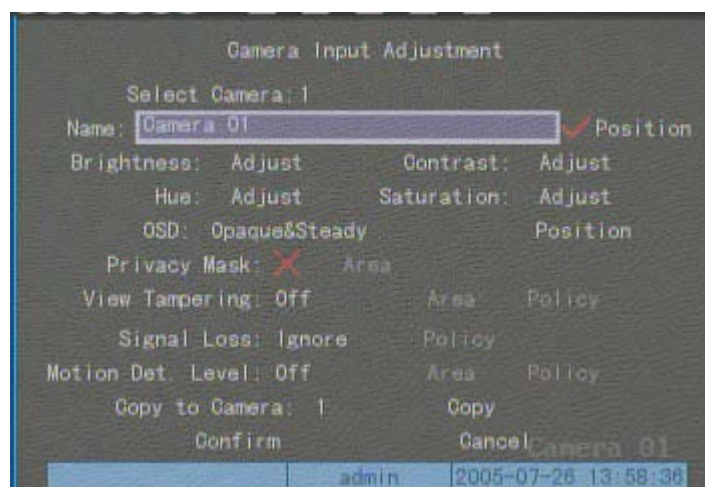 Camera Input Adjustment
Select Camera: 1
Name: Camera 01 Position
Brightness: Adjust Contrast: Adjust
Hue: Adjust Saturation: Adjust
OSD: Opaque&Steady Position
Privacy Mask: Area
View Tampering: Off Area Policy
Signal Loss: Ignore Policy
Motion Det. Level: Off Area Policy
Copy to Camera: 1 Copy
Confirm Cancel
Camera 01
admin 2005-07-26 13:58:36